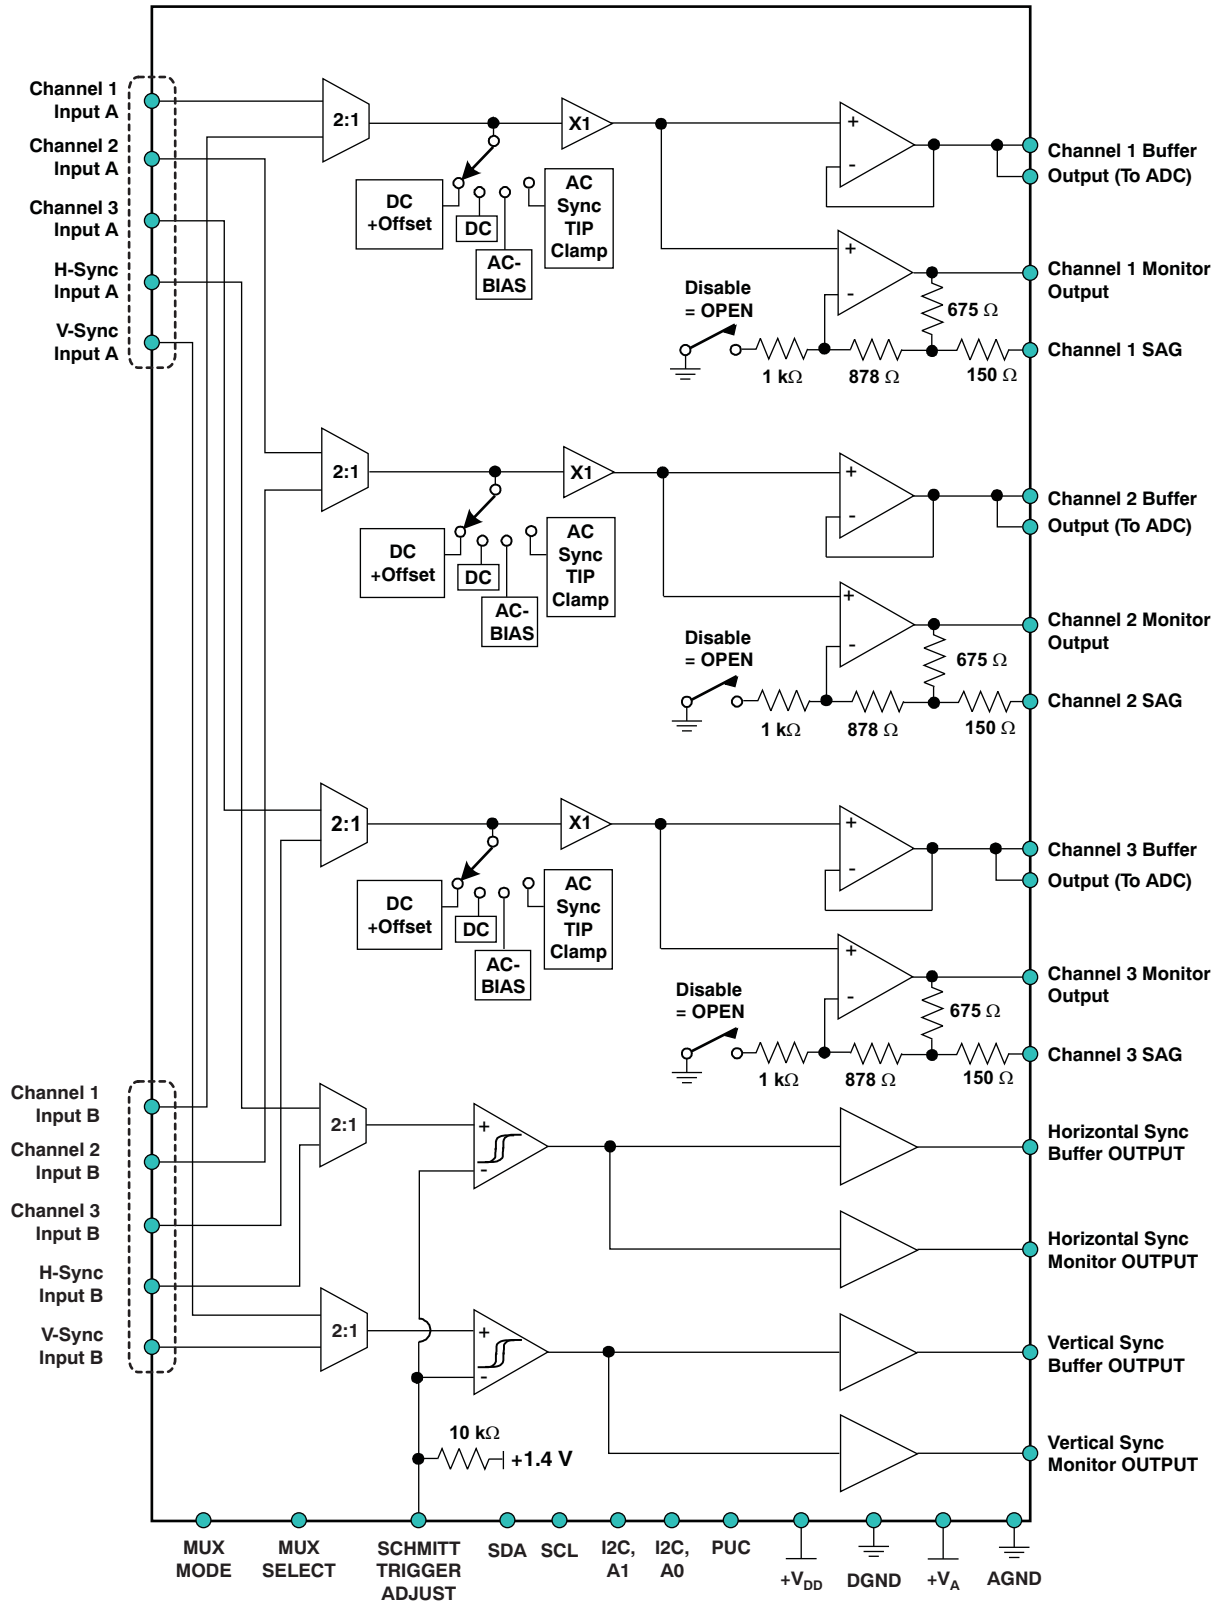 Channel 1
Input A
Channel 2
Input A
Channel 3
Input A
H-Sync
Input A
V-Sync
Input A
2:1
X1
DC
+Offset
DC
AC-
BIAS
AC
Sync
TIP
Clamp
+
-
Channel 1 Buffer
Output (To ADC)
+
-
Channel 1 Monitor
Output
Disable
= OPEN
675 Ω
1 kΩ
878 Ω
150 Ω
Channel 1 SAG
2:1
X1
DC
+Offset
DC
AC-
BIAS
AC
Sync
TIP
Clamp
+
-
Channel 2 Buffer
Output (To ADC)
+
-
Channel 2 Monitor
Output
Disable
= OPEN
675 Ω
1 kΩ
878 Ω
150 Ω
Channel 2 SAG
2:1
X1
DC
+Offset
DC
AC-
BIAS
AC
Sync
TIP
Clamp
+
-
Channel 3 Buffer
Output (To ADC)
+
-
Channel 3 Monitor
Output
Disable
= OPEN
675 Ω
1 kΩ
878 Ω
150 Ω
Channel 3 SAG
Channel 1
Input B
Channel 2
Input B
Channel 3
Input B
H-Sync
Input B
V-Sync
Input B
2:1
+
-
Horizontal Sync
Buffer OUTPUT
Horizontal Sync
Monitor OUTPUT
2:1
+
-
Vertical Sync
Buffer OUTPUT
Vertical Sync
Monitor OUTPUT
10 kΩ
+1.4 V
MUX
MODE
MUX
SELECT
SCHMITT
TRIGGER
ADJUST
SDA
SCL
I2C,
A1
I2C,
A0
PUC
+VDD
DGND
+VA
AGND